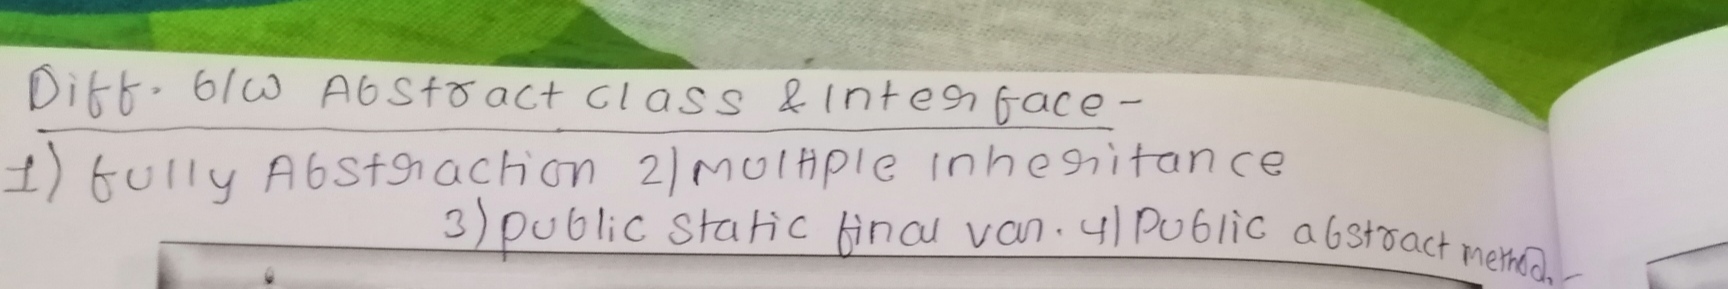 Diff. b/w Abstract class & Interface-
1) fully Abstraction 2) Multiple inheritance
3) public static final var. 4) Public abstract method.